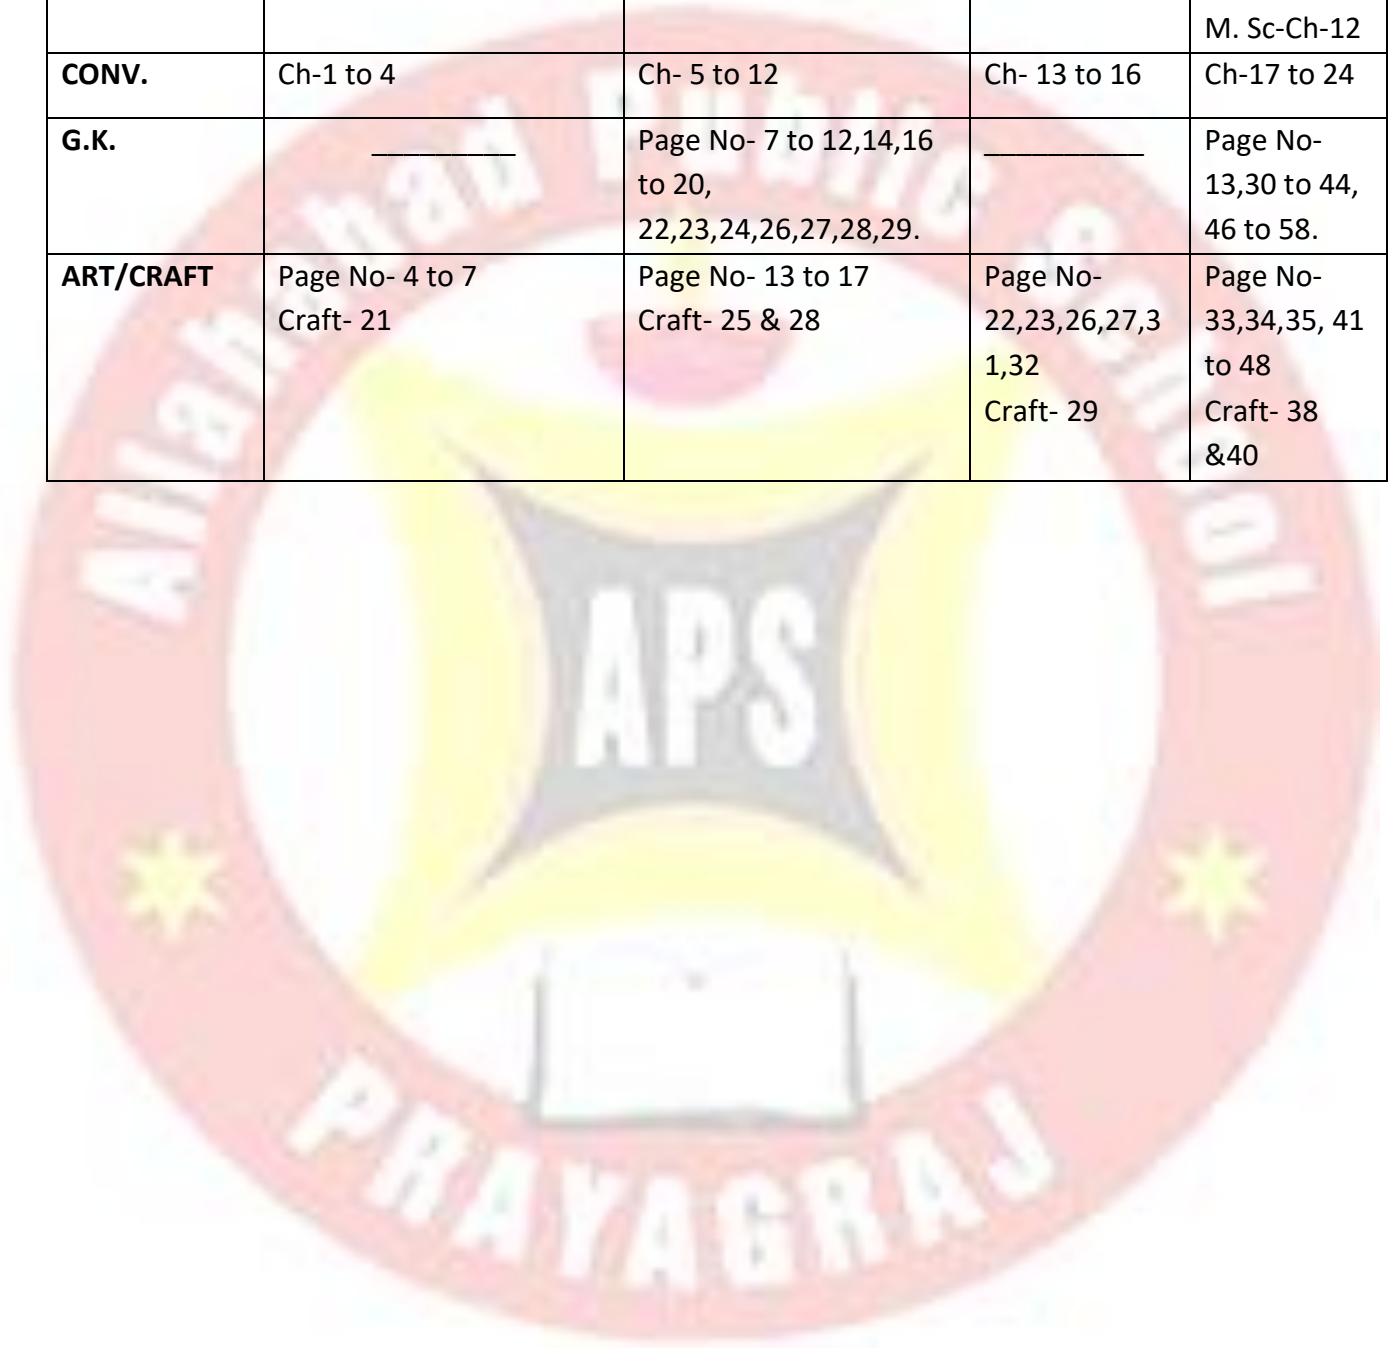 M. Sc-Ch-12
CONV. Ch-1 to 4 Ch- 5 to 12 Ch- 13 to 16 Ch-17 to 24
G.K. _________ Page No- 7 to 12,14,16 __________ Page No-
to 20, 13,30 to 44,
22,23,24,26,27,28,29. 46 to 58.
ART/CRAFT Page No- 4 to 7 Page No- 13 to 17 Page No- Page No-
Craft- 21 Craft- 25 & 28 22,23,26,27,3 33,34,35, 41
1,32 to 48
Craft- 29 Craft- 38
&40
Allahabad Public School
APS
PRAYAGRAJ